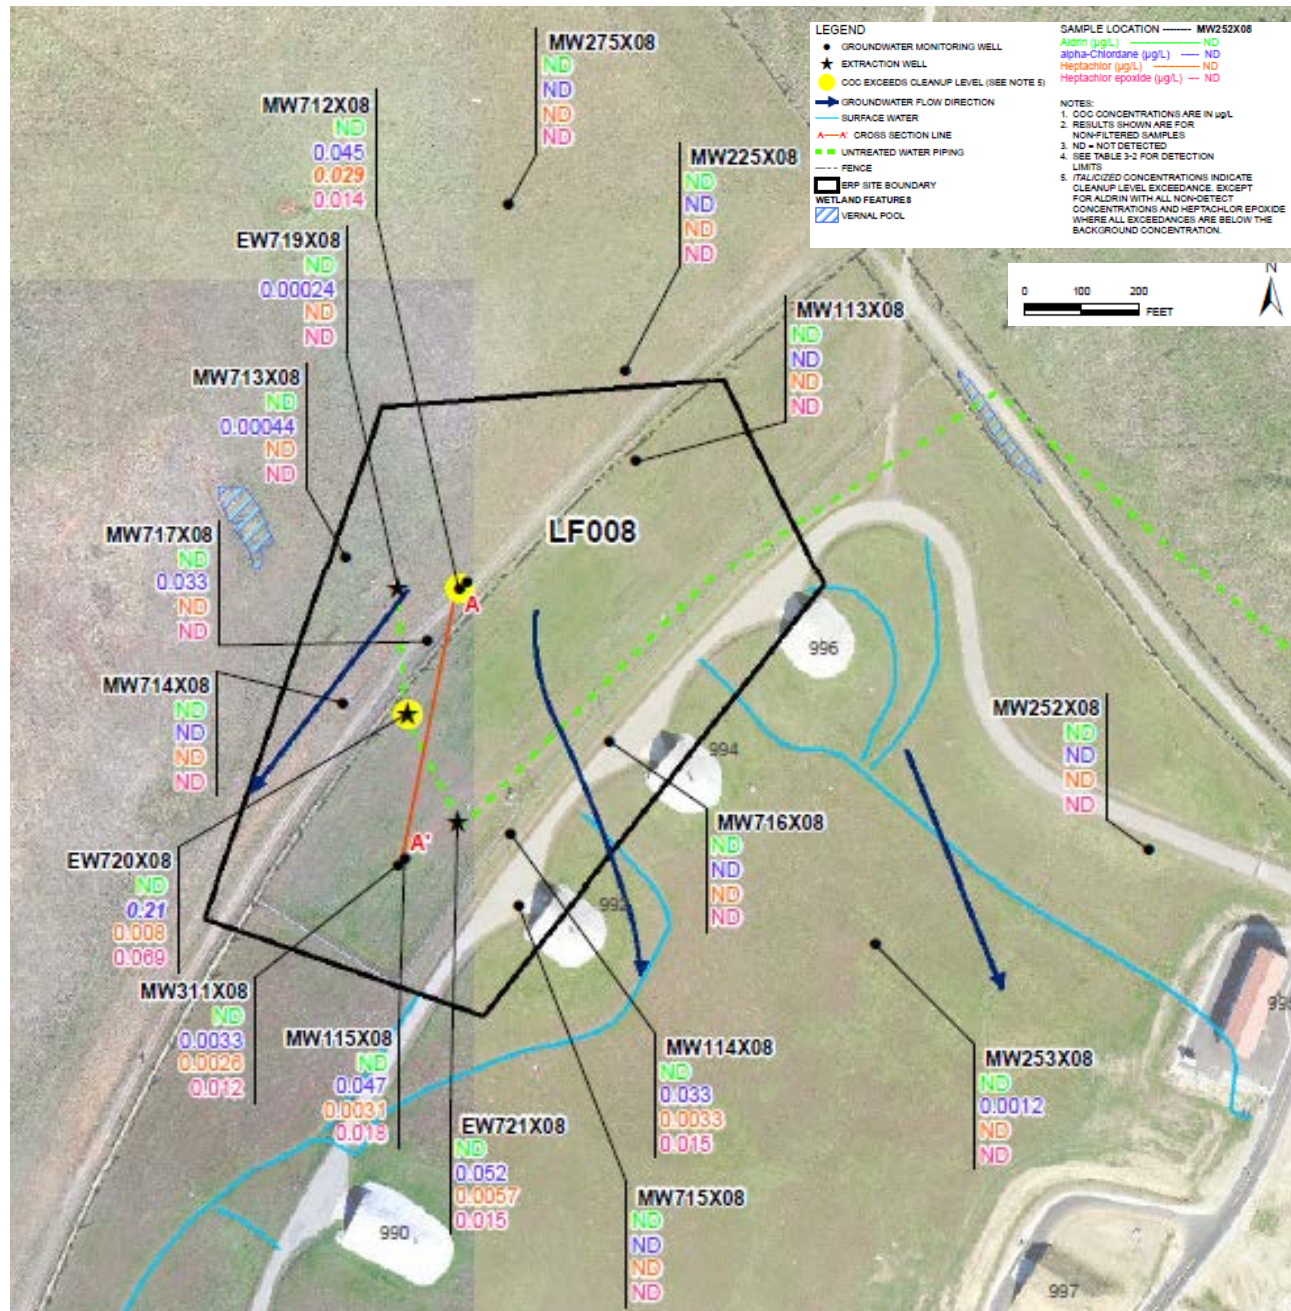 LEGEND
GROUNDWATER MONITORING WELL
EXTRACTION WELL
COC EXCEEDS CLEANUP LEVEL (SEE NOTE 5)
GROUNDWATER FLOW DIRECTION
SURFACE WATER
A A' CROSS SECTION LINE
UNTREATED WATER PIPING
FENCE
ERP SITE BOUNDARY
WETLAND FEATURES
VERNAL POOL
SAMPLE LOCATION -------- MW252X08
Aldrin (µg/L) ---------------- ND
alpha-Chlordane (µg/L) ----- ND
Heptachlor (µg/L) ------------- ND
Heptachlor epoxide (µg/L) --- ND
NOTES:
1. COC CONCENTRATIONS ARE IN µg/L
2. RESULTS SHOWN ARE FOR
NON-FILTERED SAMPLES
3. ND = NOT DETECTED
4. SEE TABLE 3-2 FOR DETECTION
LIMITS
5. ITALICIZED CONCENTRATIONS INDICATE
CLEANUP LEVEL EXCEEDANCE. EXCEPT
FOR ALDRIN WITH ALL NON-DETECT
CONCENTRATIONS AND HEPTACHLOR EPOXIDE
WHERE ALL EXCEEDANCES ARE BELOW THE
BACKGROUND CONCENTRATION.
N
0 100 200
FEET
MW275X08
ND
ND
ND
ND
MW712X08
ND
0.045
0.029
0.014
MW225X08
ND
ND
ND
ND
EW719X08
ND
0.00024
ND
ND
MW113X08
ND
ND
ND
ND
MW713X08
ND
0.00044
ND
ND
LF008
MW717X08
ND
0.033
ND
ND
A
996
MW714X08
ND
ND
ND
ND
MW252X08
ND
ND
ND
ND
994
A'
MW716X08
ND
ND
ND
ND
EW720X08
ND
0.21
0.008
0.069
992
MW311X08
ND
0.0033
0.0026
0.012
MW115X08
ND
0.047
0.0031
0.018
MW114X08
ND
0.033
0.0033
0.015
MW253X08
ND
0.0012
ND
ND
EW721X08
ND
0.052
0.0057
0.015
MW715X08
ND
ND
ND
ND
990
997